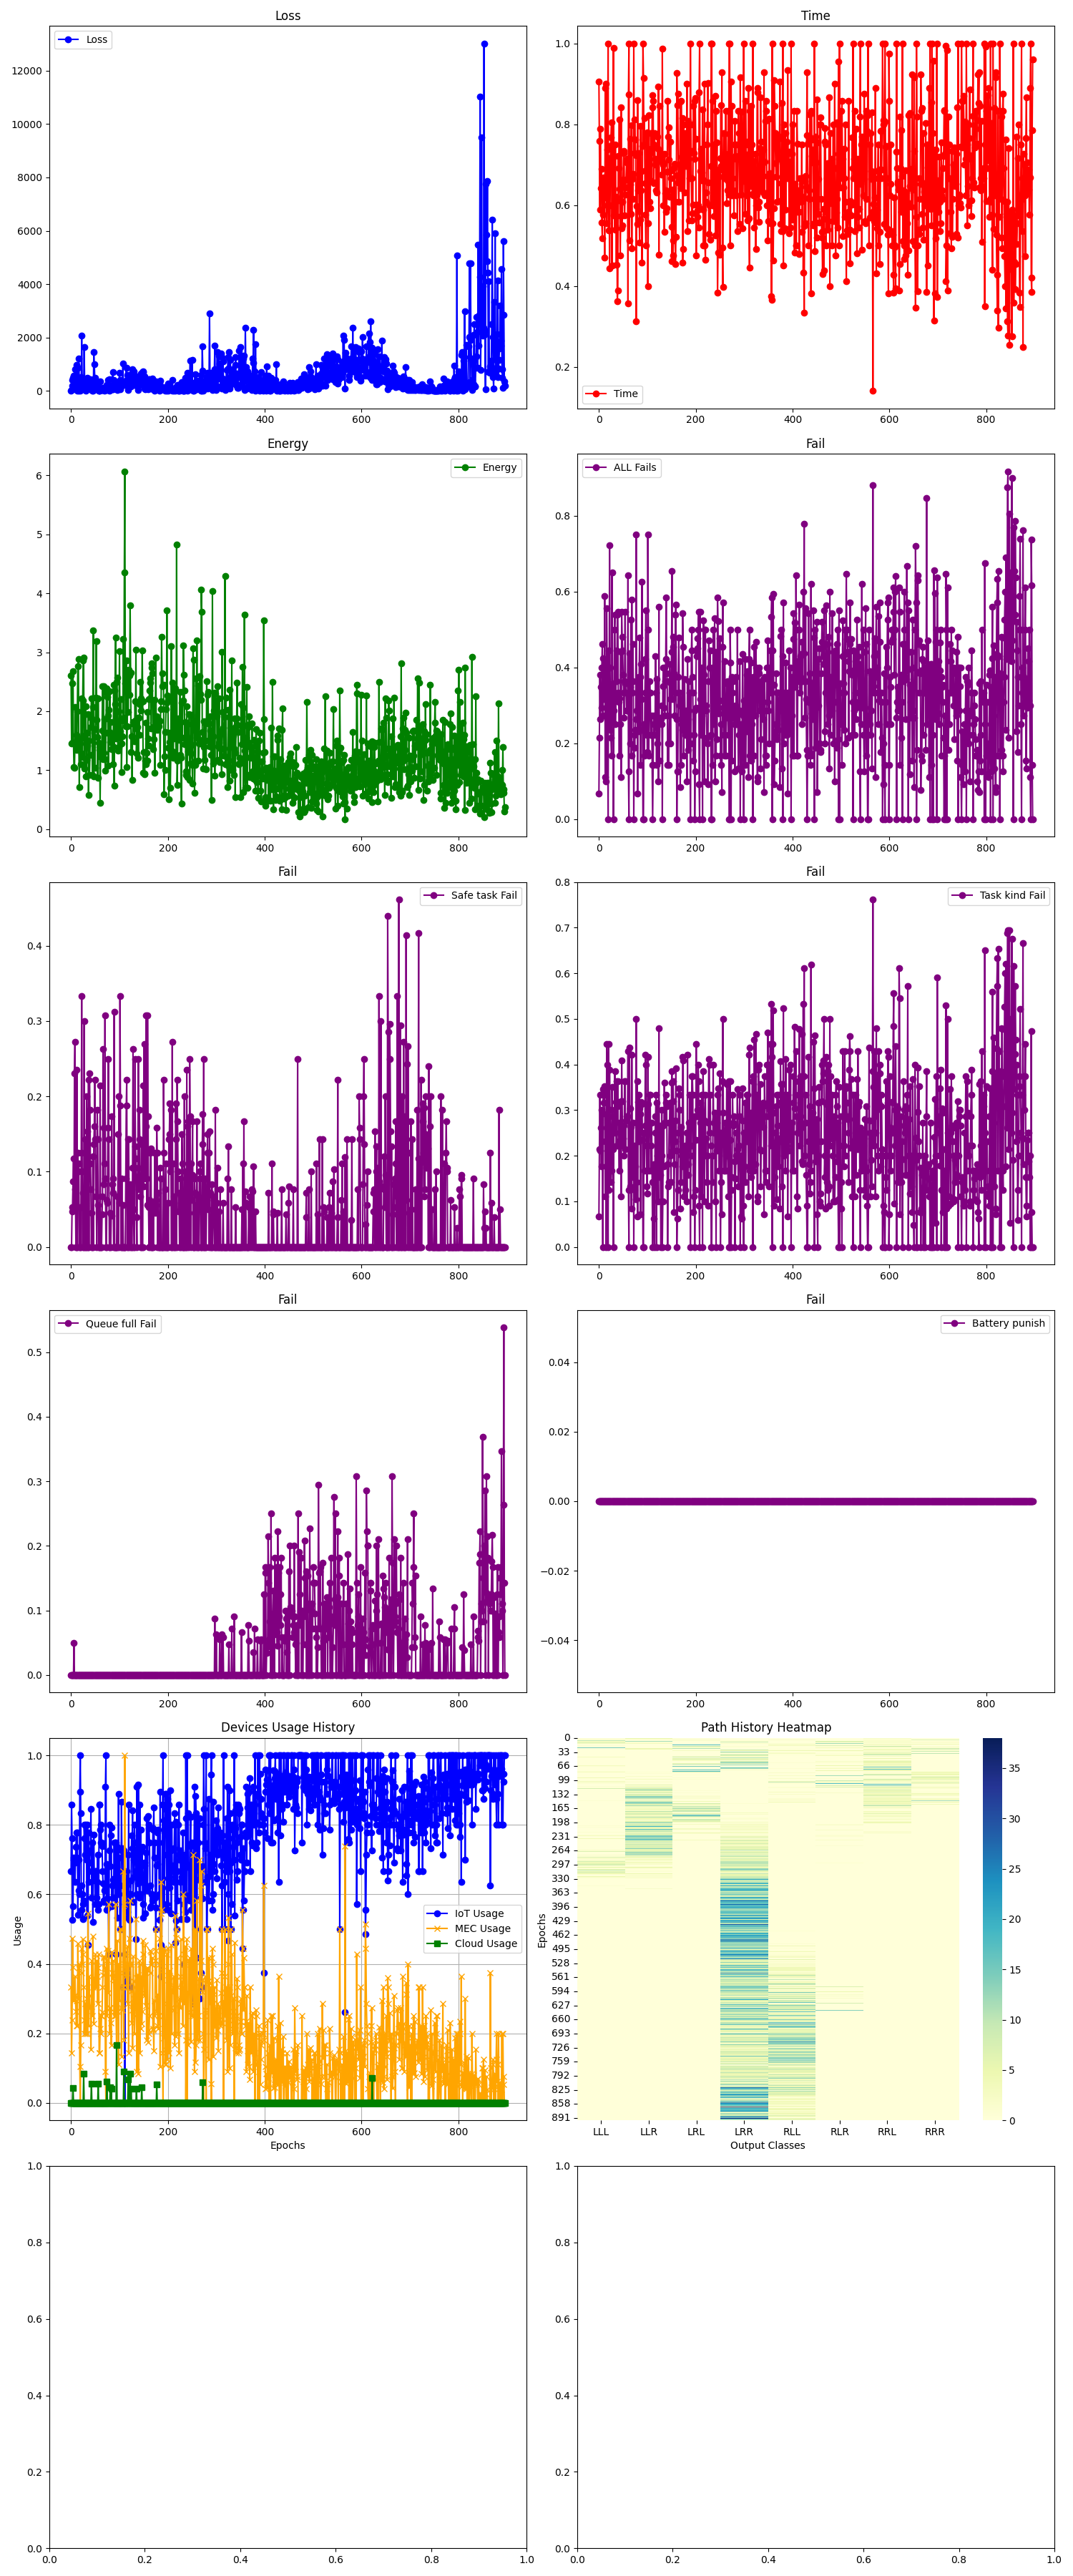 Loss
Loss
12000
10000
8000
6000
4000
2000
0
0 200 400 600 800
Time
Time
1.0
0.8
0.6
0.4
0.2
0 200 400 600 800
Energy
Energy
6
5
4
3
2
1
0
0 200 400 600 800
Fail
ALL Fails
0.8
0.6
0.4
0.2
0.0
0 200 400 600 800
Fail
Safe task Fail
0.4
0.3
0.2
0.1
0.0
0 200 400 600 800
Fail
Task kind Fail
0.8
0.7
0.6
0.5
0.4
0.3
0.2
0.1
0.0
0 200 400 600 800
Fail
Queue full Fail
0.5
0.4
0.3
0.2
0.1
0.0
0 200 400 600 800
Fail
Battery punish
0.04
0.02
0.00
−0.02
−0.04
0 200 400 600 800
Devices Usage History
Usage
1.0
0.8
0.6
0.4
0.2
0.0
IoT Usage
MEC Usage
Cloud Usage
0 200 400 600 800
Epochs
Path History Heatmap
Epochs
0
33
66
99
132
165
198
231
264
297
330
363
396
429
462
495
528
561
594
627
660
693
726
759
792
825
858
891
LLL LLR LRL LRR RLL RLR RRL RRR
Output Classes
35
30
25
20
15
10
5
0
1.0
0.8
0.6
0.4
0.2
0.0
0.0 0.2 0.4 0.6 0.8 1.0
1.0
0.8
0.6
0.4
0.2
0.0
0.0 0.2 0.4 0.6 0.8 1.0